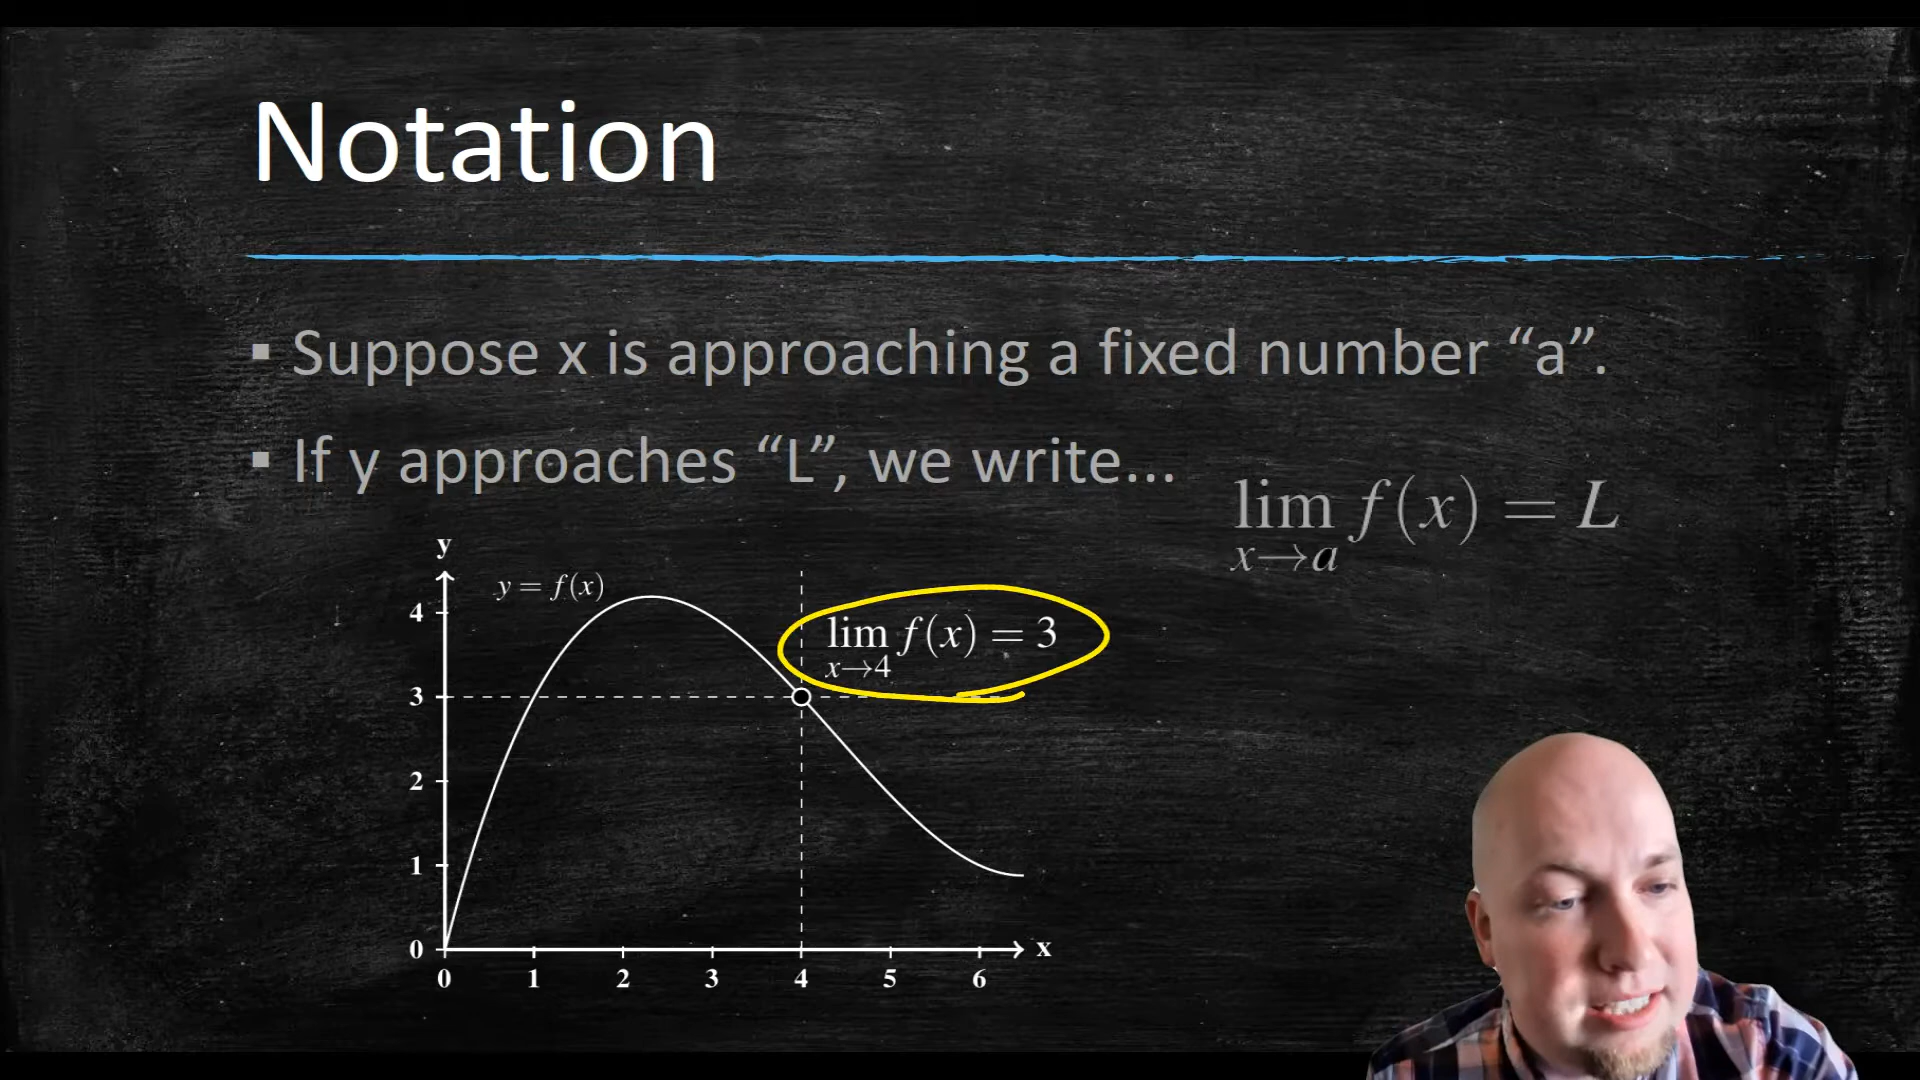 Notation
▪ Suppose x is approaching a fixed number “a”.
▪ If y approaches “L”, we write...
lim f(x) = L
x→a
y
y = f(x)
4
lim f(x) = 3
x→4
3
2
1
0
x
0 1 2 3 4 5 6